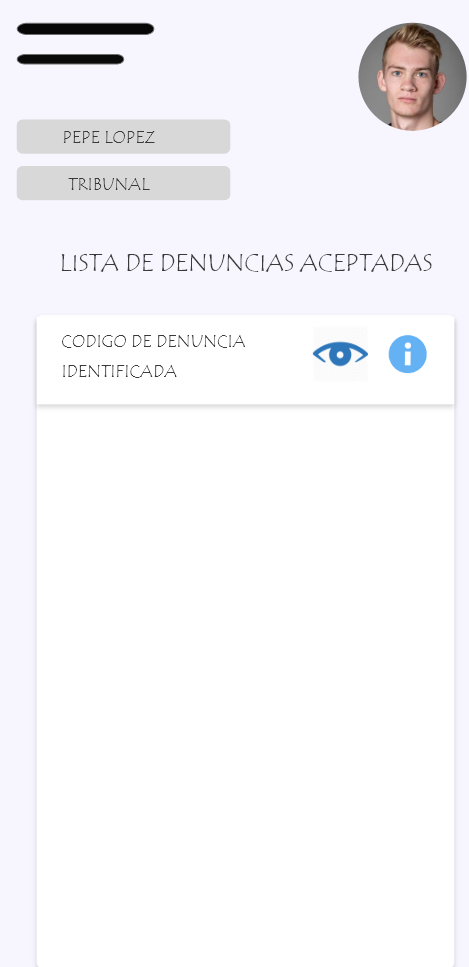 PEPE LOPEZ
TRIBUNAL
LISTA DE DENUNCIAS ACEPTADAS
CODIGO DE DENUNCIA
IDENTIFICADA